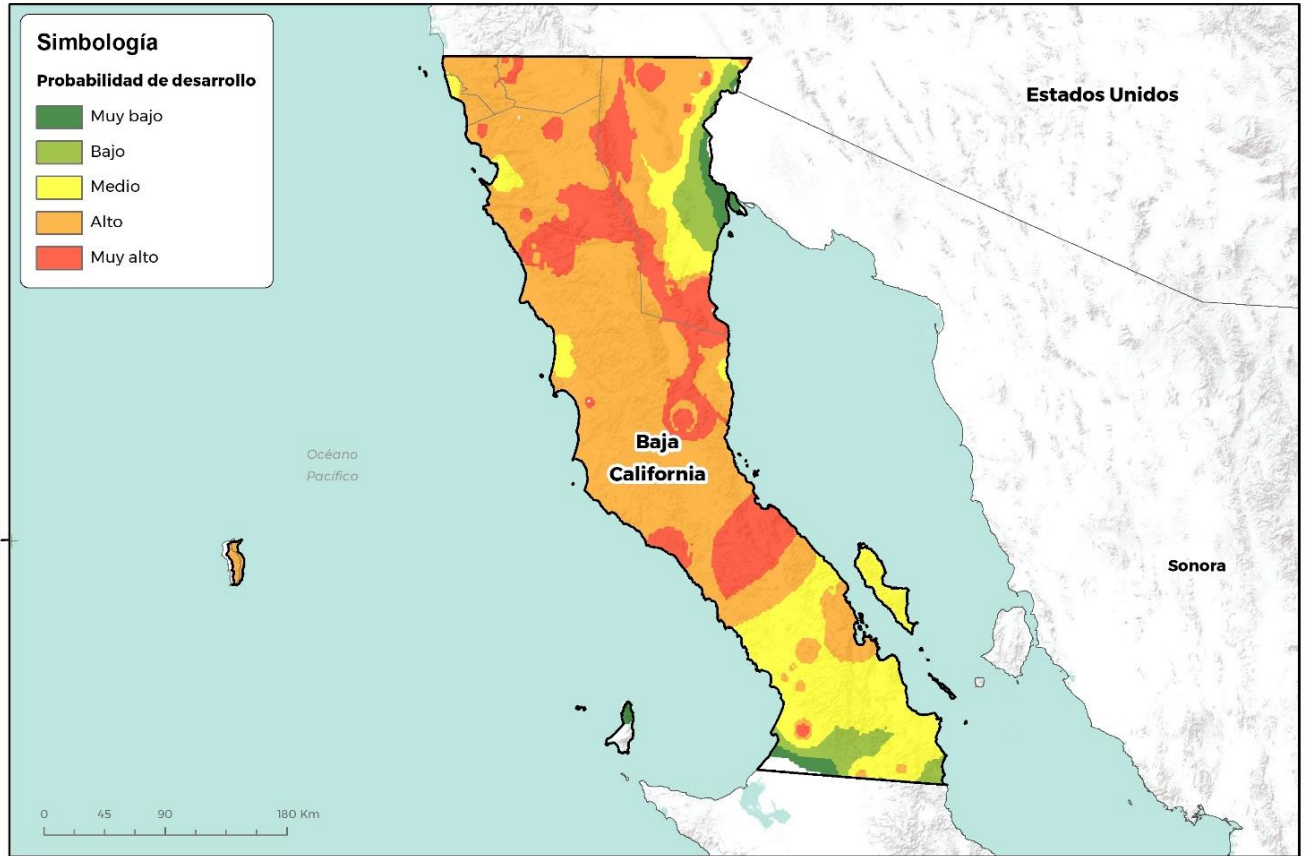 Simbología
Probabilidad de desarrollo
Muy bajo
Bajo
Medio
Alto
Muy alto
Estados Unidos
Océano
Pacífico
Baja
California
Sonora
0 45 90 180 Km